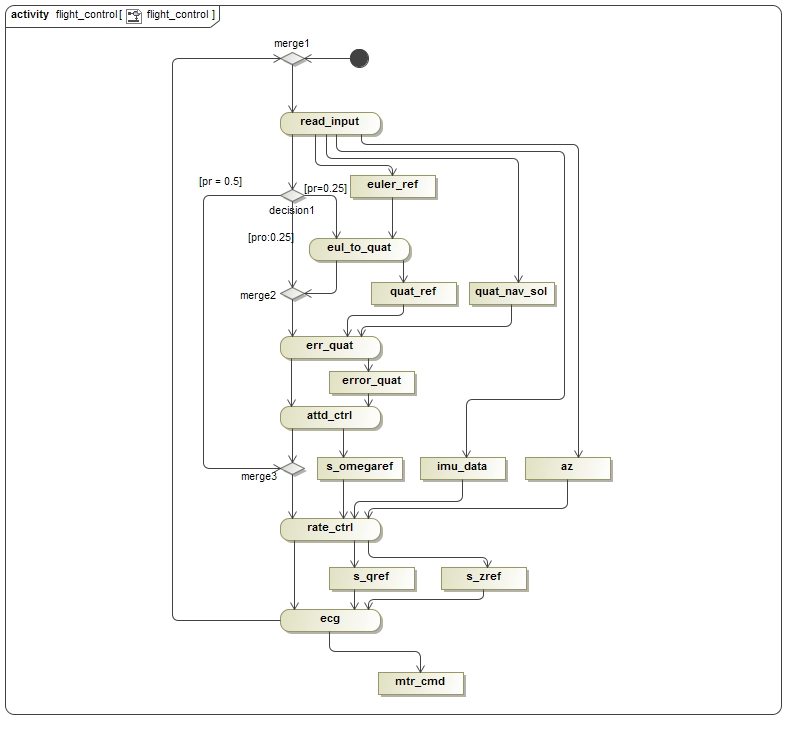 activity flight_control[ flight_control ]
merge1
read_input
[pr = 0.5]
[pr=0.25]
euler_ref
decision1
[pro:0.25]
eul_to_quat
merge2
quat_ref
quat_nav_sol
err_quat
error_quat
attd_ctrl
merge3
s_omegaref
imu_data
az
rate_ctrl
s_qref
s_zref
ecg
mtr_cmd